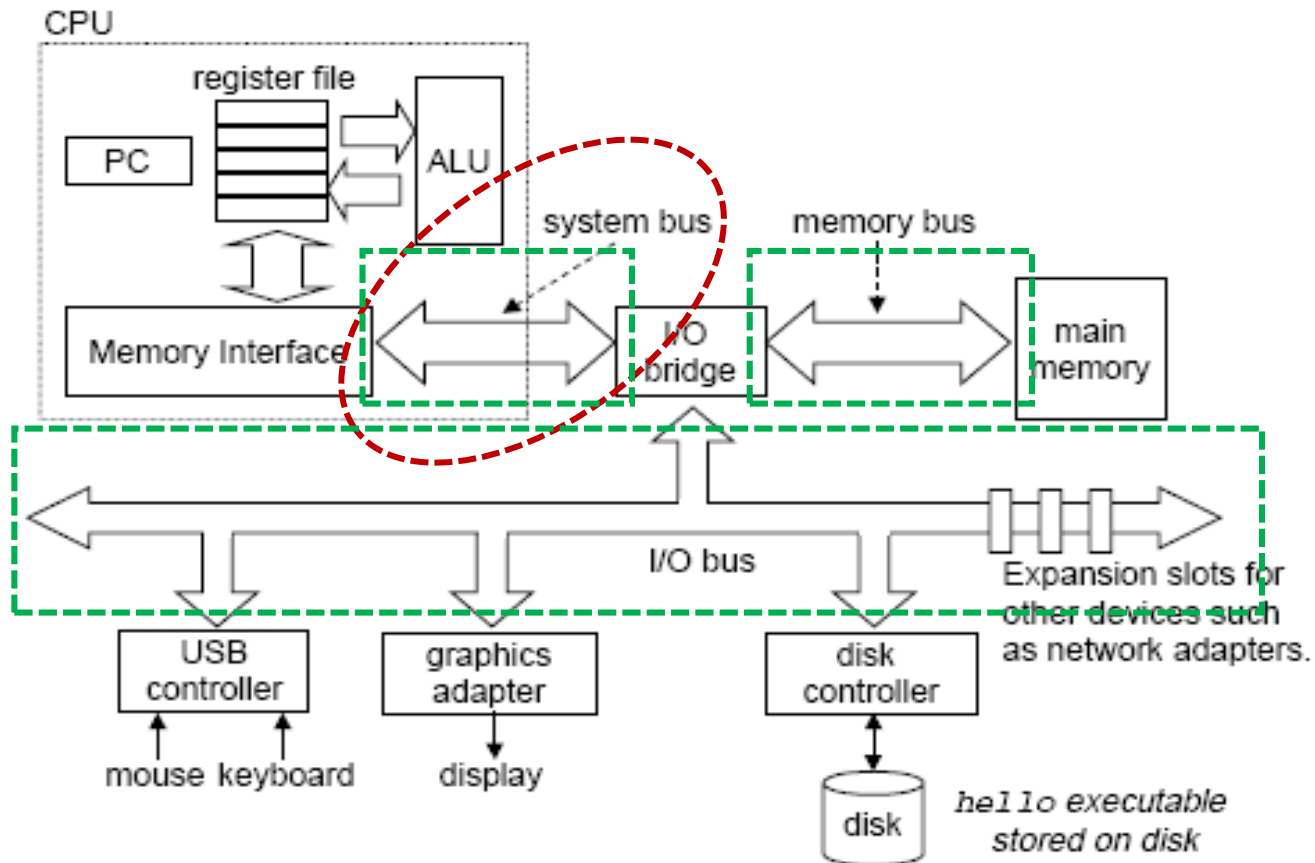 CPU
register file
PC
ALU
system bus
memory bus
Memory Interface
I/O
bridge
main
memory
I/O bus
Expansion slots for
other devices such
as network adapters.
USB
controller
graphics
adapter
disk
controller
mouse keyboard
display
disk
hello executable
stored on disk